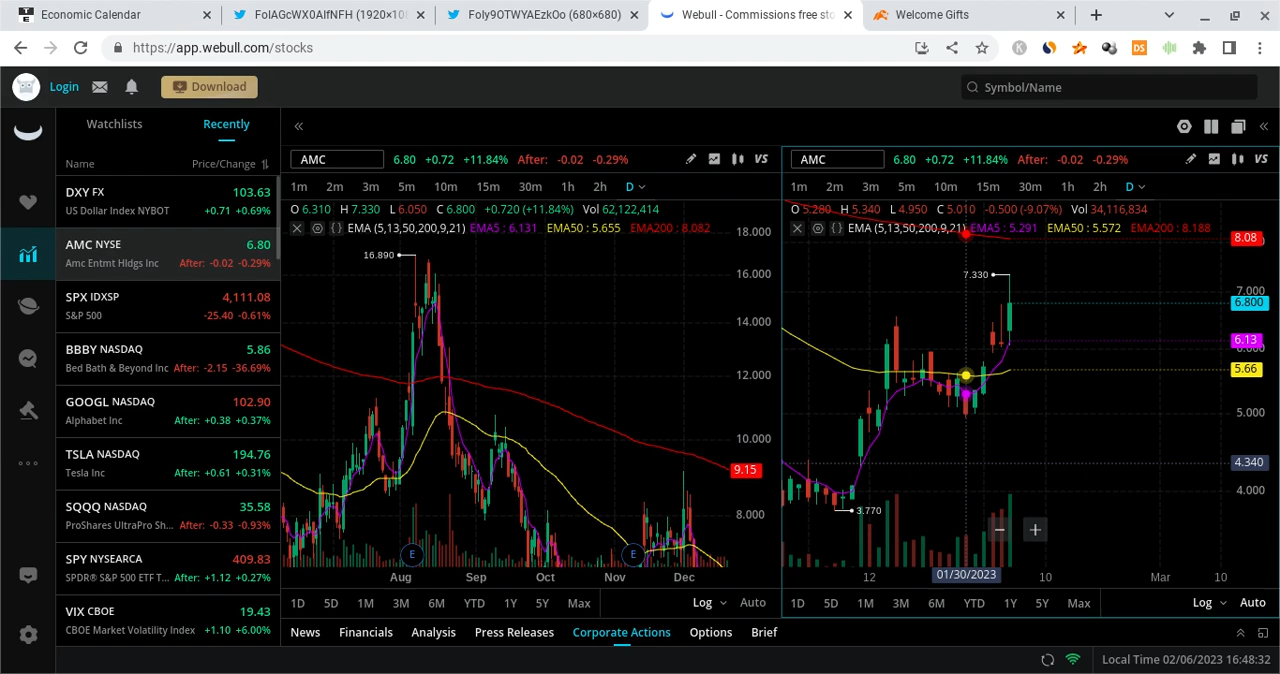 Economic Calendar
FoIAGcWX0AIfNFH (1920×108
FoIy9OTWYAEzkOo (680×680)
Webull - Commissions free sto
Welcome Gifts
https://app.webull.com/stocks
Login
Download
Symbol/Name
Watchlists
Recently
Name
Price/Change
DXY FX
103.63
US Dollar Index NYBOT
+0.71 +0.69%
AMC NYSE
6.80
Amc Entmt Hldgs Inc
After: -0.02 -0.29%
SPX IDXSP
4,111.08
S&P 500
-25.40 -0.61%
BBBY NASDAQ
5.86
Bed Bath & Beyound Inc
After: -2.15 -36.69%
GOOGL NASDAQ
102.90
Alphabet Inc
After: +0.38 +0.37%
TSLA NASDAQ
194.76
Tesla Inc
After: +0.61 +0.31%
SQQQ NASDAQ
35.58
ProShares UltraPro Sh...
After: -0.33 -0.93%
SPY NYSEARCA
409.83
SPDR® S&P 500 ETF T...
After: +1.12 +0.27%
VIX CBOE
19.43
CBOE Market Volatility Index
+1.10 +6.00%
AMC
6.80 +0.72 +11.84% After: -0.02 -0.29%
VS
1m 2m 3m 5m 10m 15m 30m 1h 2h D
O 6.310 H 7.330 L 6.050 C 6.800 +0.720 (+11.84%) Vol 62,122,414
EMA (5,13,50,200,9,21) EMA5 : 6.131 EMA50 : 5.655 EMA200 : 8.082
16.890
18.000
16.000
14.000
12.000
10.000
9.15
8.000
E
E
Aug Sep Oct Nov Dec
1D 5D 1M 3M 6M YTD 1Y 5Y Max
Log
Auto
AMC
6.80 +0.72 +11.84% After: -0.02 -0.29%
VS
1m 2m 3m 5m 10m 15m 30m 1h 2h D
O 5.280 H 5.340 L 4.950 C 5.010 -0.500 (-9.07%) Vol 34,116,834
EMA (5,13,50,200,9,21) EMA5 : 5.291 EMA50 : 5.572 EMA200 : 8.188
8.08
7.330
7.000
6.800
6.13
5.66
5.000
4.340
4.000
3.770
12 01/30/2023 10 Mar 10
1D 5D 1M 3M 6M YTD 1Y 5Y Max
Log
Auto
News Financials Analysis Press Releases Corporate Actions Options Brief
Local Time 02/06/2023 16:48:32